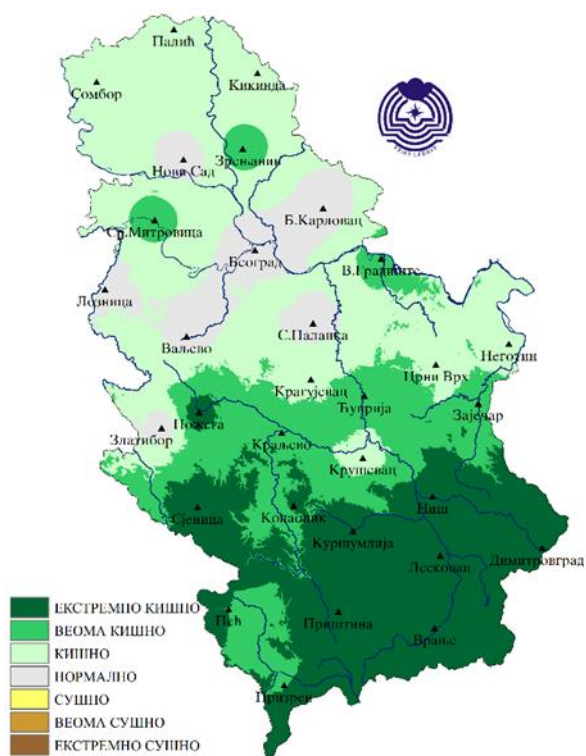 Палић
Кикинда
Сомбор
Зрењанин
Нови Сад
Ср.Митровица
Б.Карловац
Београд
В.Градиште
Лозница
Ваљево
С.Паланка
Неготин
Црни Врх
Крагујевац
Ћуприја
Зајечар
Пожега
Златибор
Краљево
Крушевац
Ниш
Сјеница
Копаоник
Куршумлија
Димитровград
Лесковац
Пећ
Приштина
Врање
Призрен
ЕКСТРЕМНО КИШНО
ВЕОМА КИШНО
КИШНО
НОРМАЛНО
СУШНО
ВЕОМА СУШНО
ЕКСТРЕМНО СУШНО